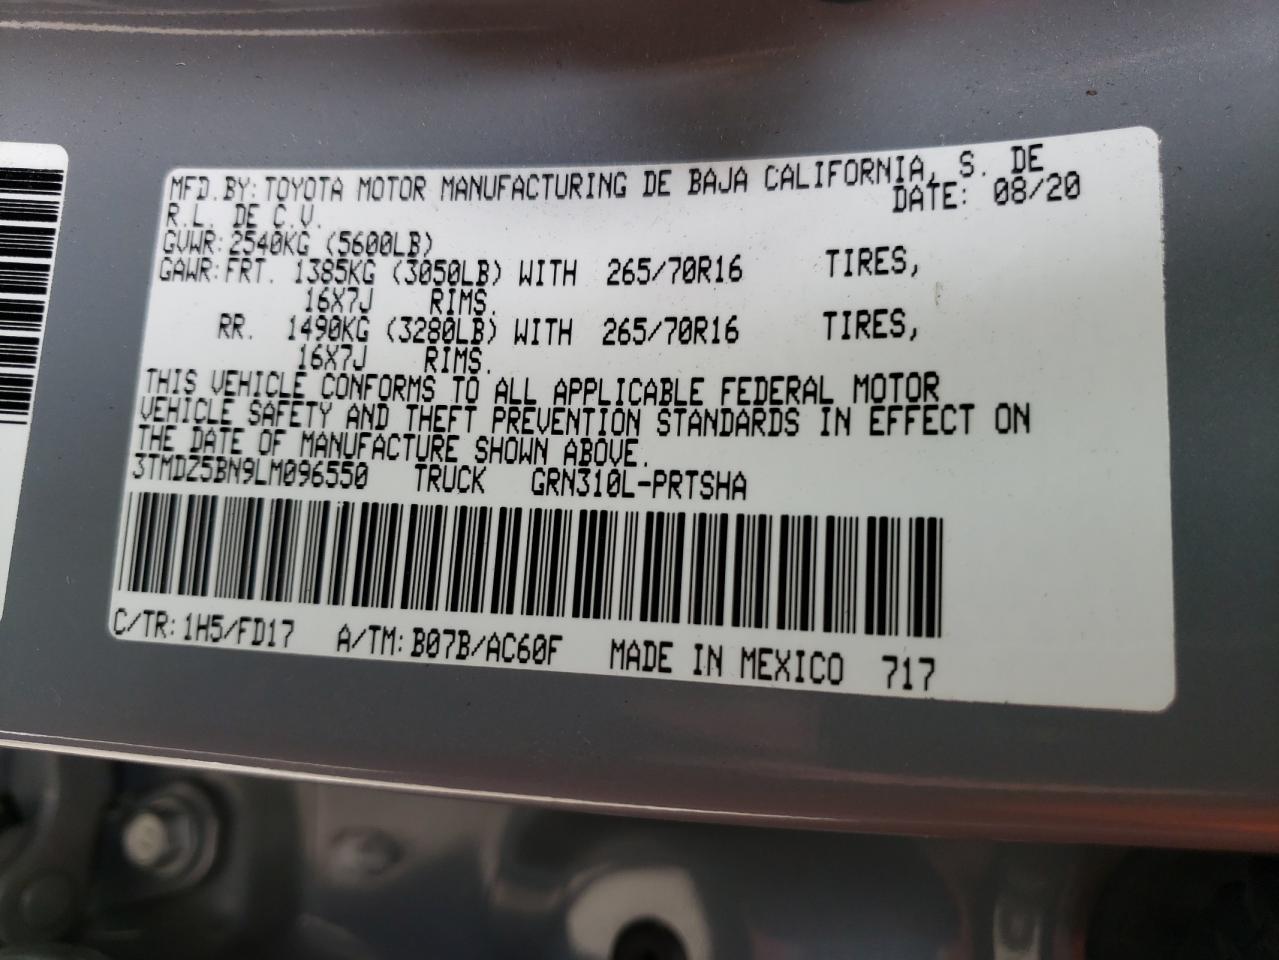 MFD.BY: TOYOTA MOTOR MANUFACTURING DE BAJA CALIFORNIA, S. DE
R.L. DE C.V. DATE: 08/20
GVWR: 2540KG (5600LB)
GAWR: FRT. 1385KG (3050LB) WITH 265/70R16 TIRES,
16X7J RIMS.
RR. 1490KG (3280LB) WITH 265/70R16 TIRES,
16X7J RIMS.
THIS VEHICLE CONFORMS TO ALL APPLICABLE FEDERAL MOTOR
VEHICLE SAFETY AND THEFT PREVENTION STANDARDS IN EFFECT ON
THE DATE OF MANUFACTURE SHOWN ABOVE.
3TMDZ5BN9LM096550 TRUCK GRN310L-PRTSHA
C/TR: 1H5/FD17 A/TM: B07B/AC60F MADE IN MEXICO 717